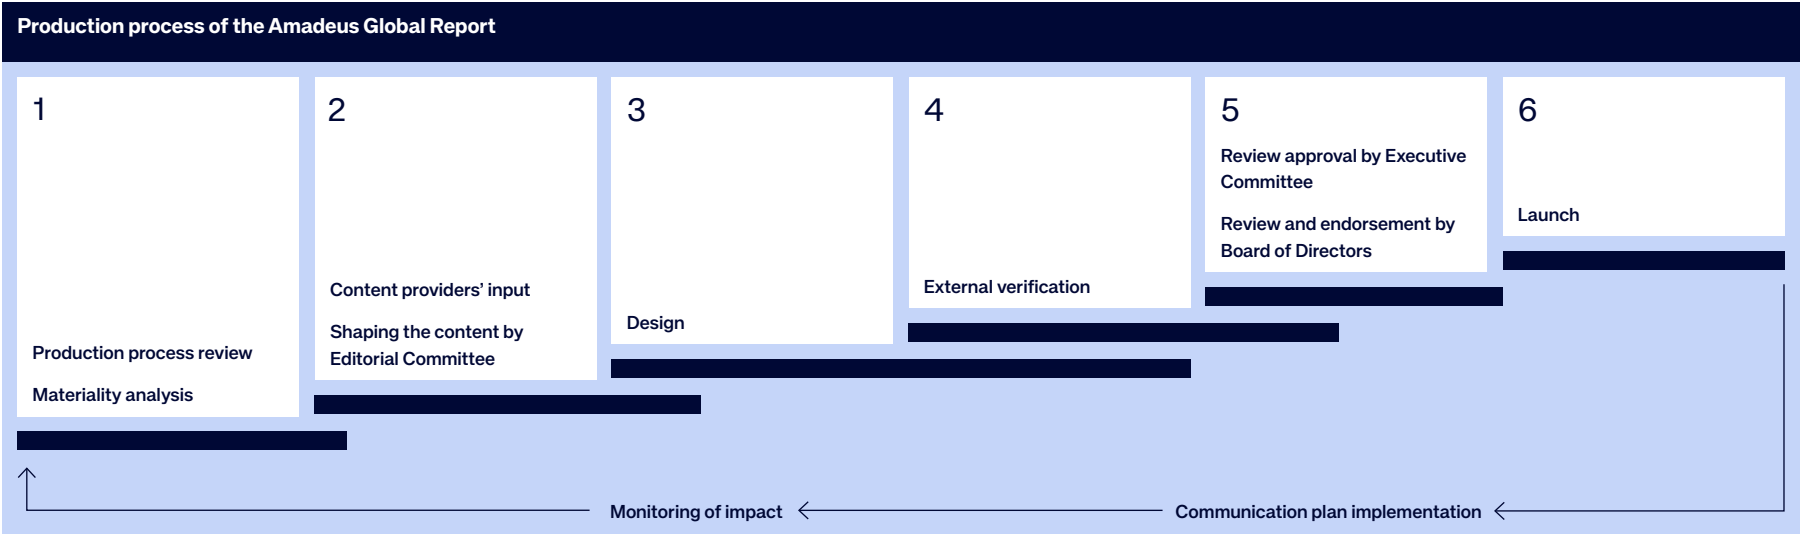 Production process of the Amadeus Global Report
1
Production process review
Materiality analysis
2
Content providers’ input
Shaping the content by
Editorial Committee
3
Design
4
External verification
5
Review approval by Executive
Committee
Review and endorsement by
Board of Directors
6
Launch
Monitoring of impact
Communication plan implementation